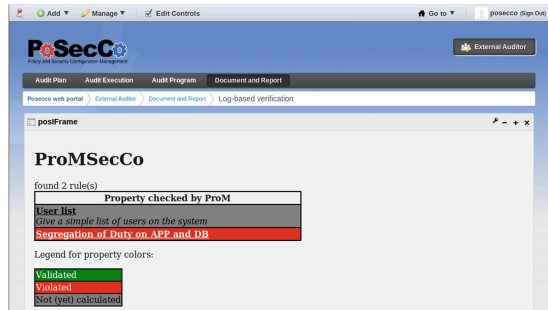 Add ▼ Manage ▼ Edit Controls Go to ▼ posecco (Sign Out)
PoSecCo
Policy and Security Configuration Management
External Auditor
Audit Plan Audit Execution Audit Program Document and Report
Posecco web portal External Auditor Document and Report Log-based verification
posIFrame
ProMSecCo
found 2 rule(s)
Property checked by ProM
User list
Give a simple list of users on the system
Segregation of Duty on APP and DB
Legend for property colors:
Validated
Violated
Not (yet) calculated